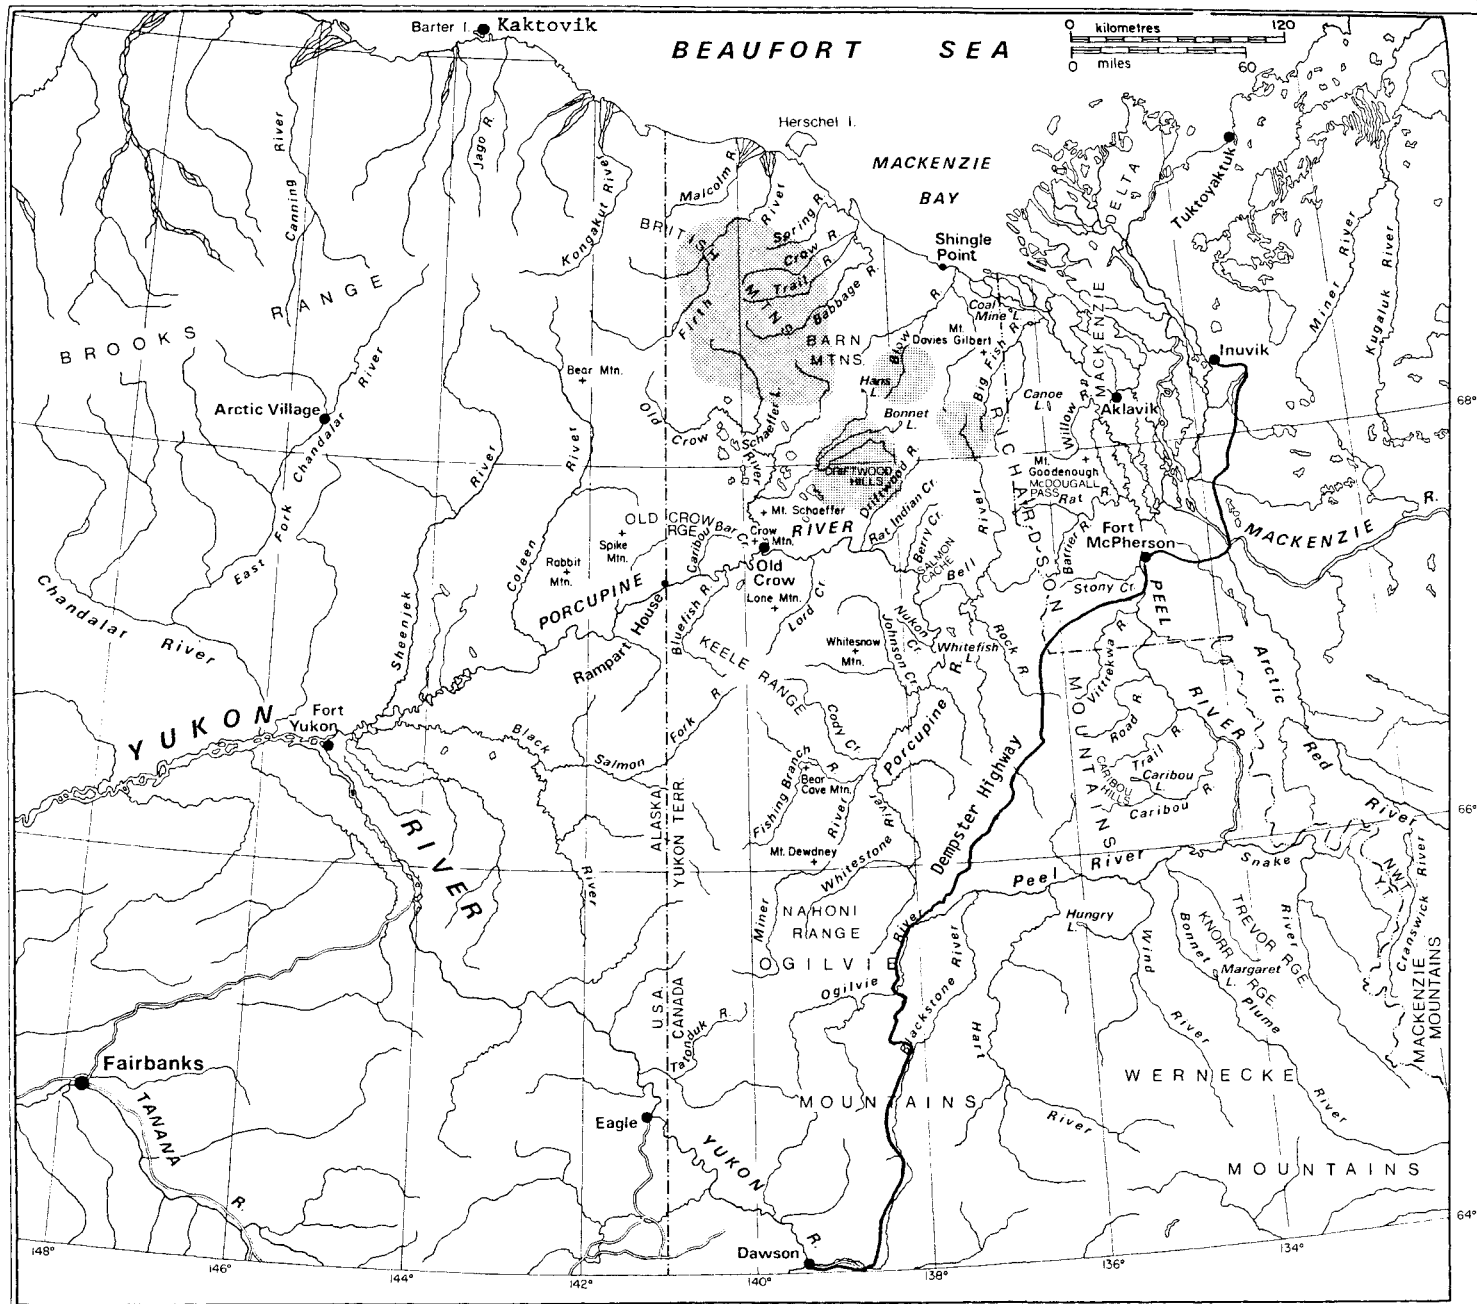 Barter I.
Kaktovik
BEAUFORT SEA
0 kilometres 120
0 miles 60
Herschel I.
MACKENZIE
BAY
Shingle
Point
DELTA
Tuktoyaktuk
Canning River
Jago R.
Kongakut River
Malcolm R.
BRITISH
MTNS
Firth River
Spring R.
Crow R.
Trail R.
Babbage R.
BROOKS RANGE
BARN
MTNS.
Blow R.
Coal
Mine L.
Mt.
Davies Gilbert
Big Fish R.
MACKENZIE
Miner River
Kugaluk River
Inuvik
Bear Mtn.
Hans
L.
Canoe
L.
Willow R.
Aklavik
68°
Arctic Village
Old Crow River
Schaeffer L.
Bonnet
L.
East Fork Chandalar River
Coleen River
Sheenjek River
DRIFTWOOD
HILLS
Driftwood R.
Mt.
Goodenough
McDOUGALL
PASS
Rat R.
RICHARDSON
MOUNTAINS
Mt. Schaeffer
OLD CROW
RGE
Spike
Mtn.
Caribou Bar Cr.
Crow
Mtn.
Old
Crow
PORCUPINE RIVER
Rat Indian Cr.
Berry Cr.
SALMON
CACHE
Bell River
Barrier R.
Fort
McPherson
MACKENZIE R.
Rabbit
Mtn.
Lone Mtn.
Lord Cr.
Stony Cr.
PEEL RIVER
Chandalar River
Rampart House
Bluefish R.
KEELE RANGE
Whitesnow
Mtn.
Johnson Cr.
Nukon Cr.
Whitefish
L.
Rock R.
Vittrekwa R.
Arctic Red River
YUKON RIVER
Fort
Yukon
Black River
Salmon Fork R.
Cody Cr.
Porcupine R.
Road R.
Trail R.
Caribou
L.
CARIBOU
HILLS
Caribou R.
Fishing Branch R.
Bear
Cave Mtn.
Dempster Highway
66°
ALASKA
YUKON TERR.
Mt. Dewdney
Miner River
Whitestone River
Peel River
Snake River
N.W.T.
Y.T.
Cranswick River
NAHONI
RANGE
Hungry
L.
Wind River
Bonnet Plume River
KNORR RGE
TREVOR RGE
Margaret
L.
MACKENZIE
MOUNTAINS
OGILVIE
Ogilvie River
Blackstone River
Hart River
U.S.A.
CANADA
Tatonduk R.
Fairbanks
TANANA R.
WERNECKE
MOUNTAINS
Eagle
YUKON R.
MOUNTAINS
Dawson
64°
148°
146°
144°
142°
140°
138°
136°
134°